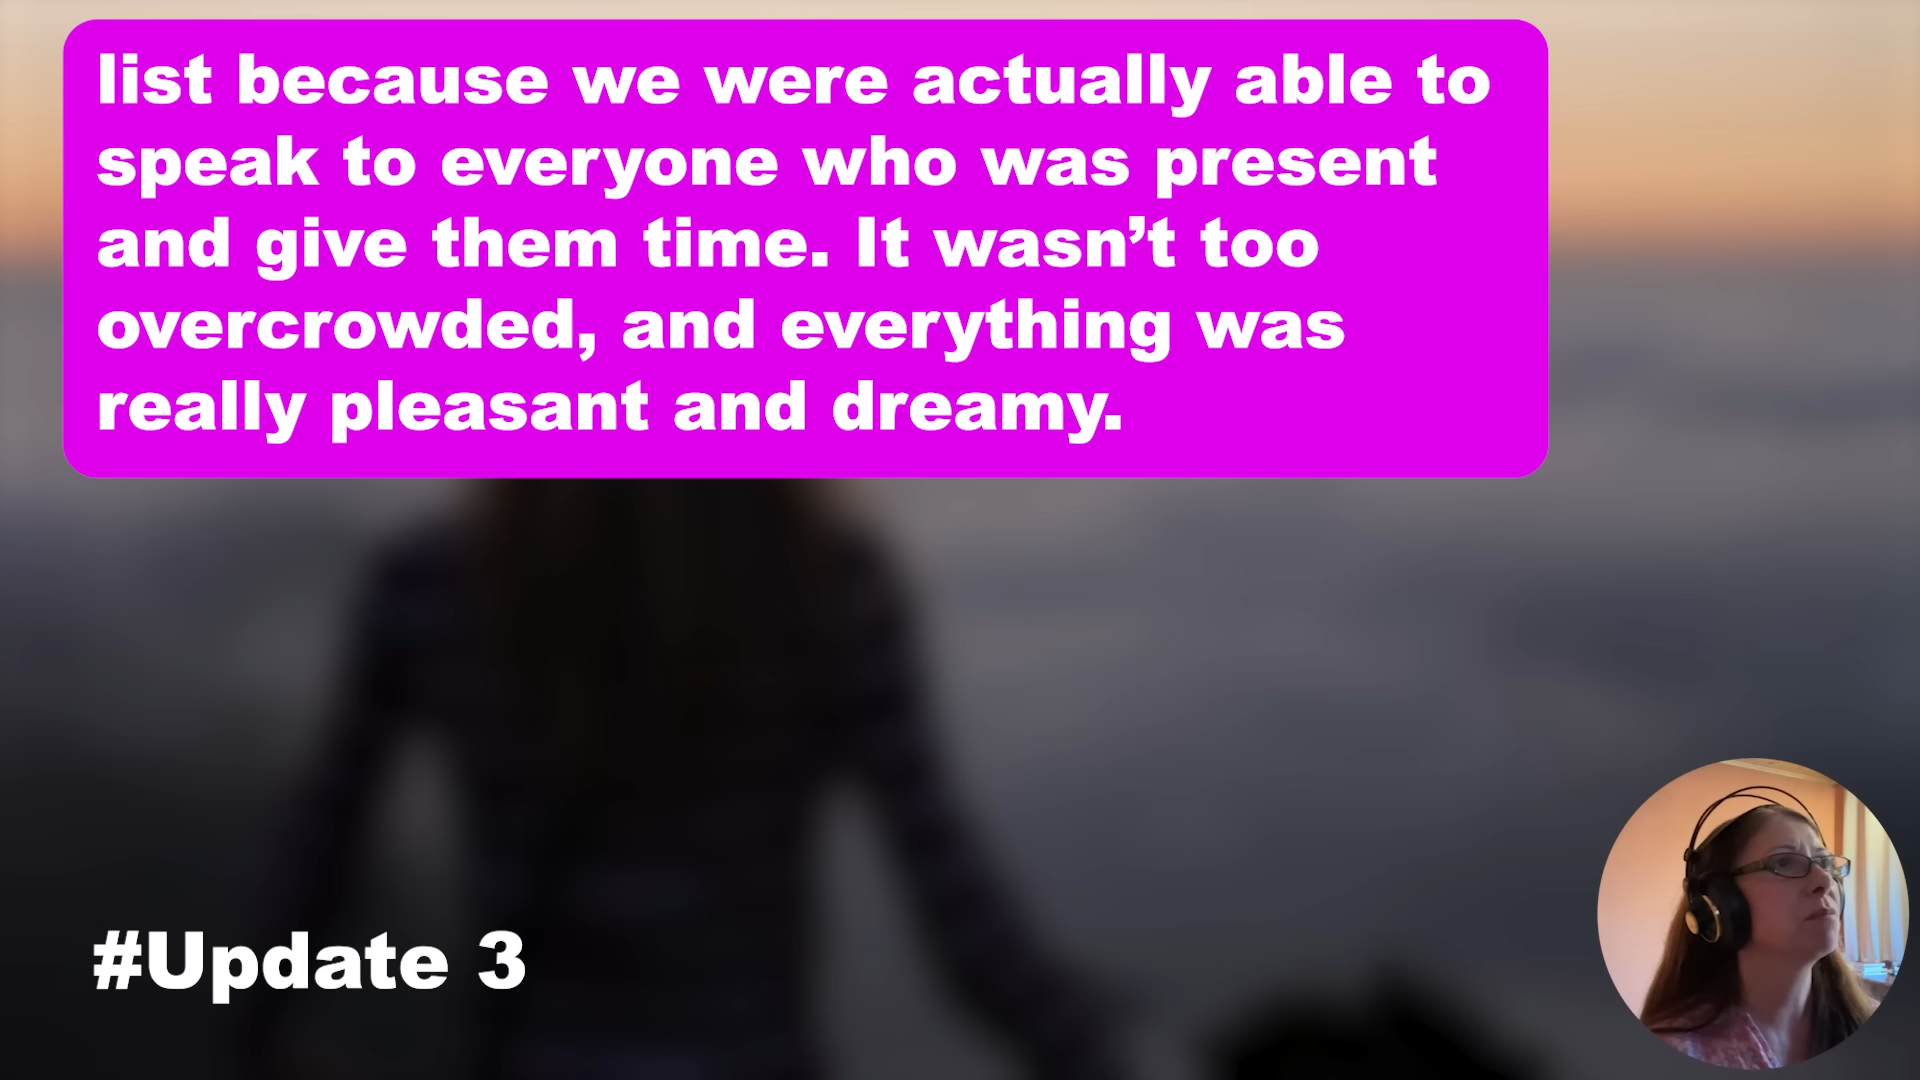 list because we were actually able to
speak to everyone who was present
and give them time. It wasn’t too
overcrowded, and everything was
really pleasant and dreamy.
#Update 3